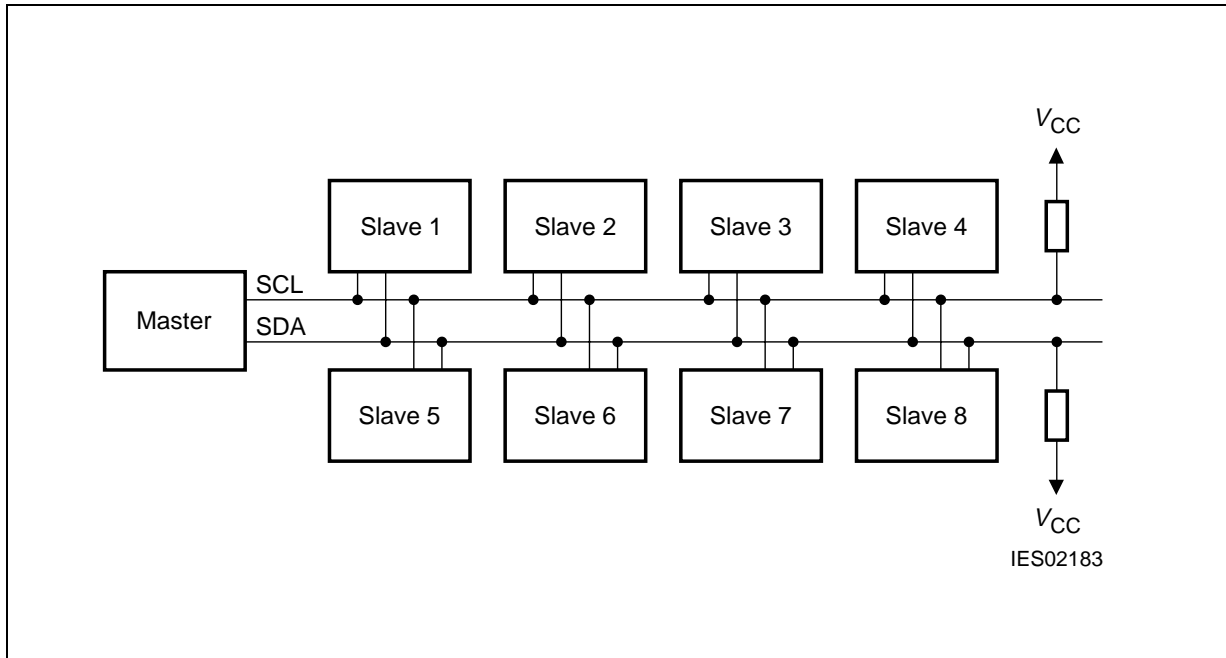 VCC
Slave 1
Slave 2
Slave 3
Slave 4
SCL
Master
SDA
Slave 5
Slave 6
Slave 7
Slave 8
VCC
IES02183